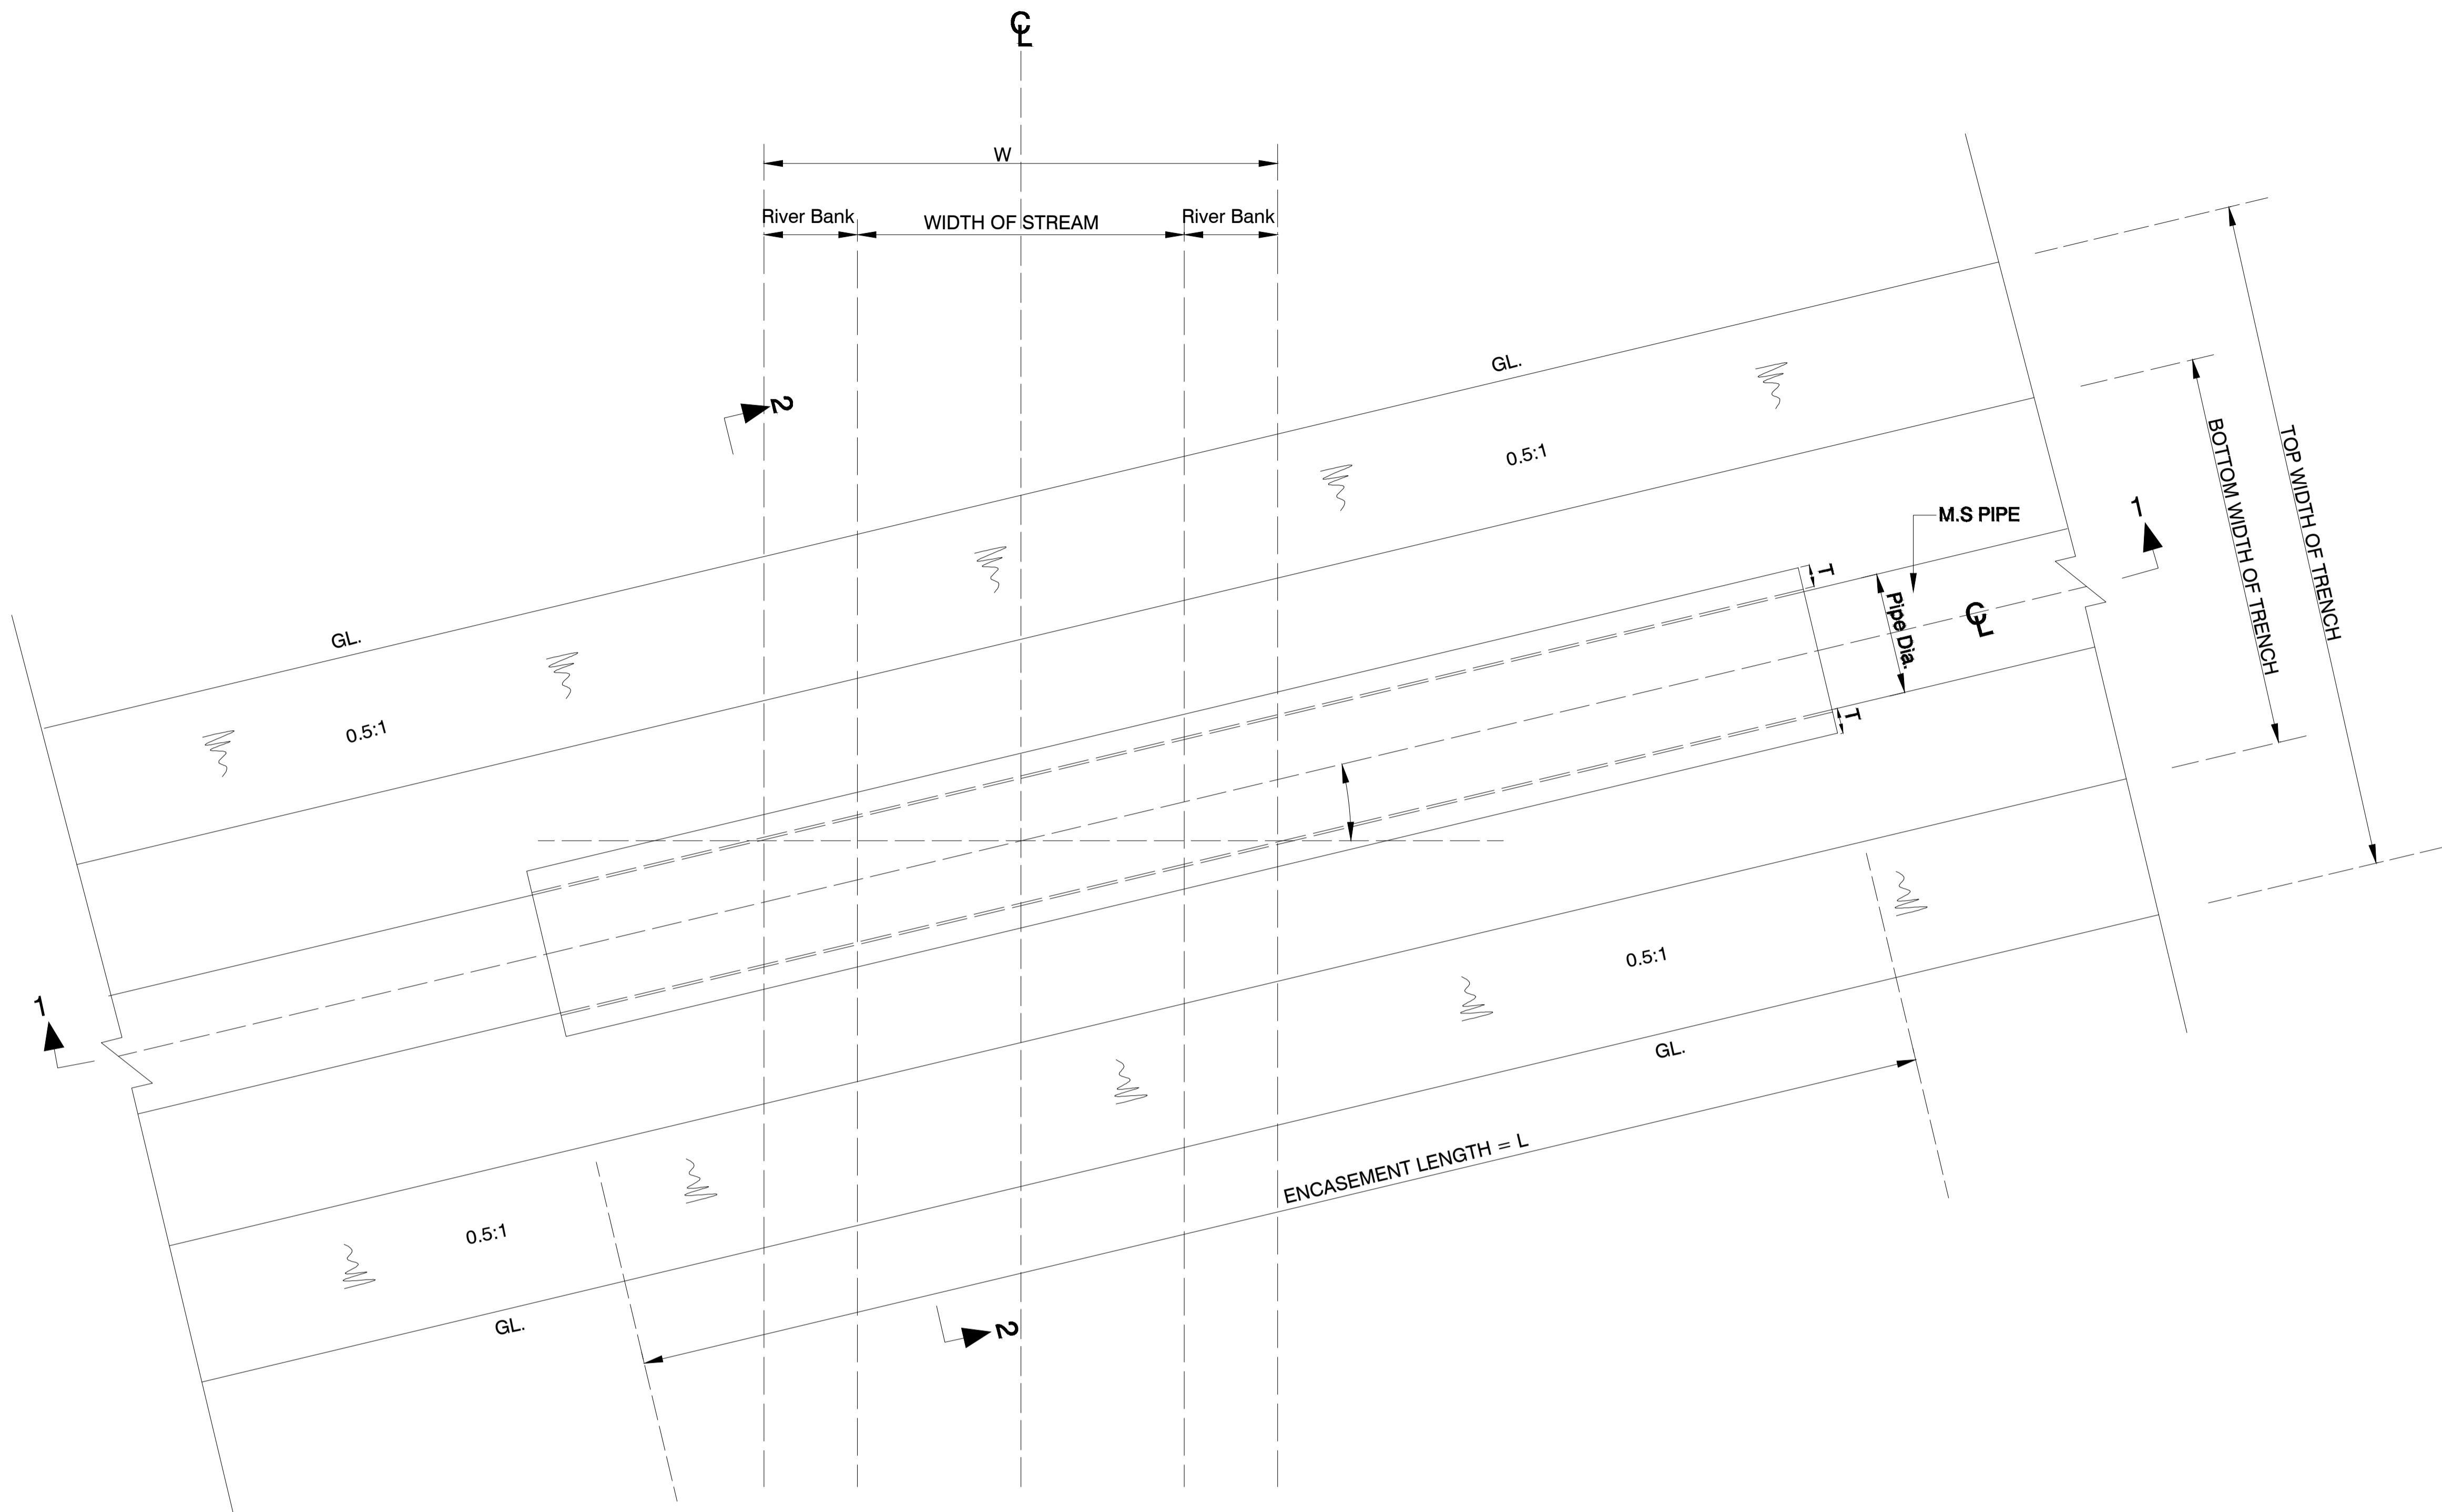 ℄
W
River Bank
WIDTH OF STREAM
River Bank
2
GL.
0.5:1
M.S PIPE
1
T
Pipe Dia.
℄
BOTTOM WIDTH OF TRENCH
TOP WIDTH OF TRENCH
T
GL.
0.5:1
0.5:1
GL.
1
ENCASEMENT LENGTH = L
0.5:1
GL.
2